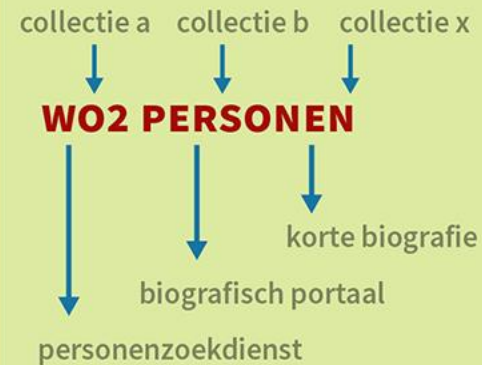 collectie a collectie b collectie x
WO2 PERSONEN
korte biografie
biografisch portaal
personenzoekdienst